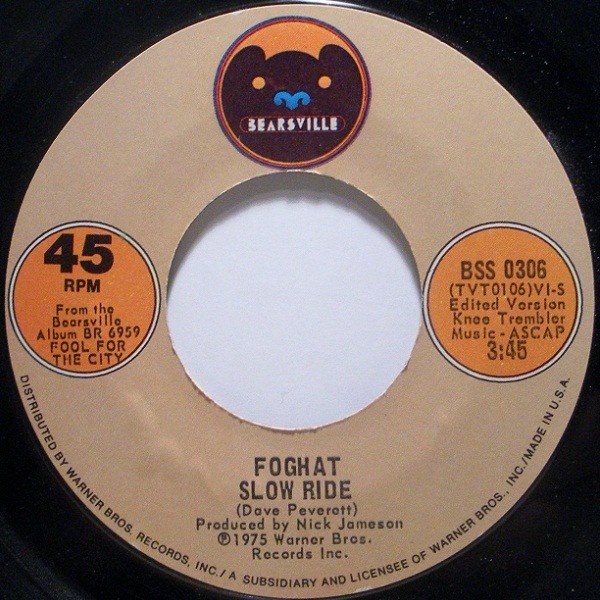 BEARSVILLE
45
RPM
From the
Bearsville
Album BR 6959
FOOL FOR
THE CITY
BSS 0306
(TVT0106)VI-S
Edited Version
Knee Trembler
Music-ASCAP
3:45
FOGHAT
SLOW RIDE
(Dave Peverett)
Produced by Nick Jameson
℗1975 Warner Bros.
Records Inc.
DISTRIBUTED BY WARNER BROS. RECORDS, INC./A SUBSIDIARY AND LICENSEE OF WARNER BROS., INC./MADE IN U.S.A.